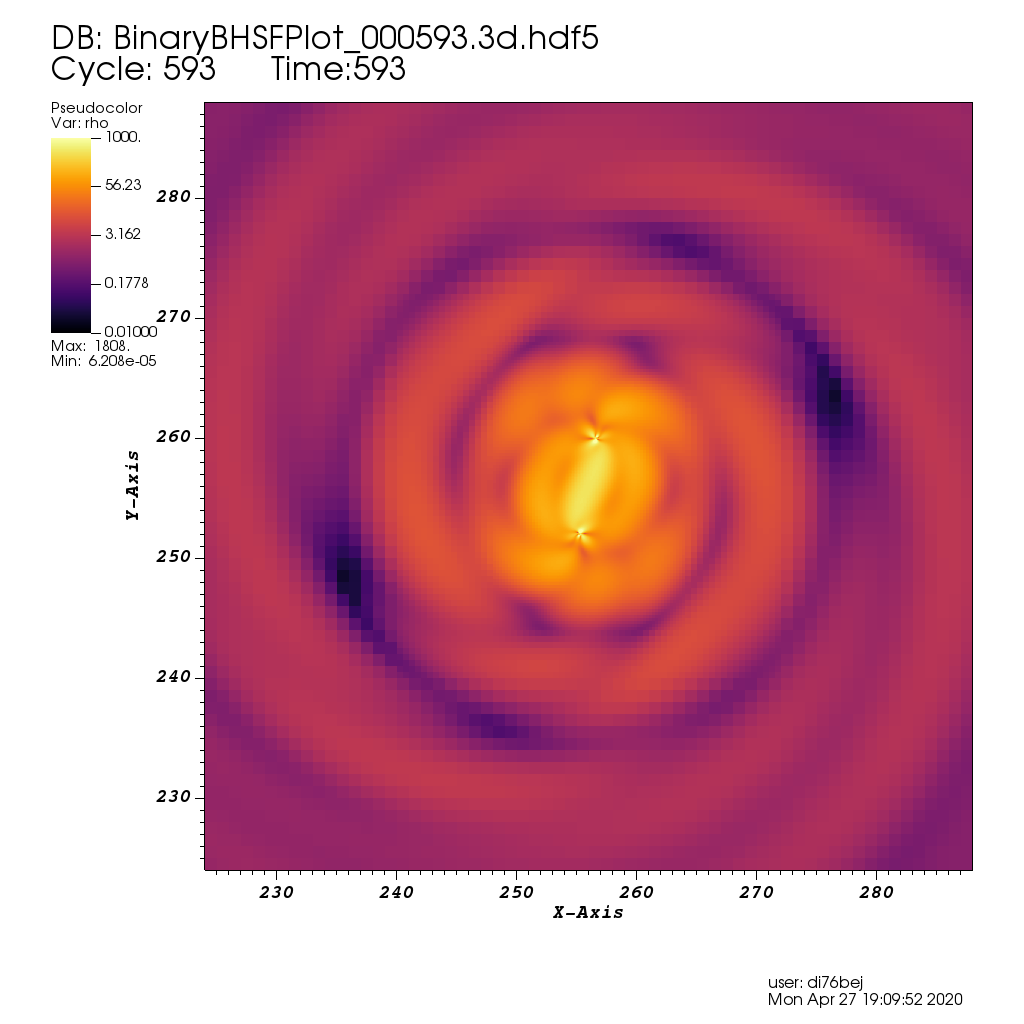 DB: BinaryBHSFPlot_000593.3d.hdf5
Cycle: 593 Time:593
Pseudocolor
Var: rho
1000.
56.23
3.162
0.1778
0.01000
Max: 1808.
Min: 6.208e-05
280
270
260
250
240
230
Y-Axis
230 240 250 260 270 280
X-Axis
user: di76bej
Mon Apr 27 19:09:52 2020